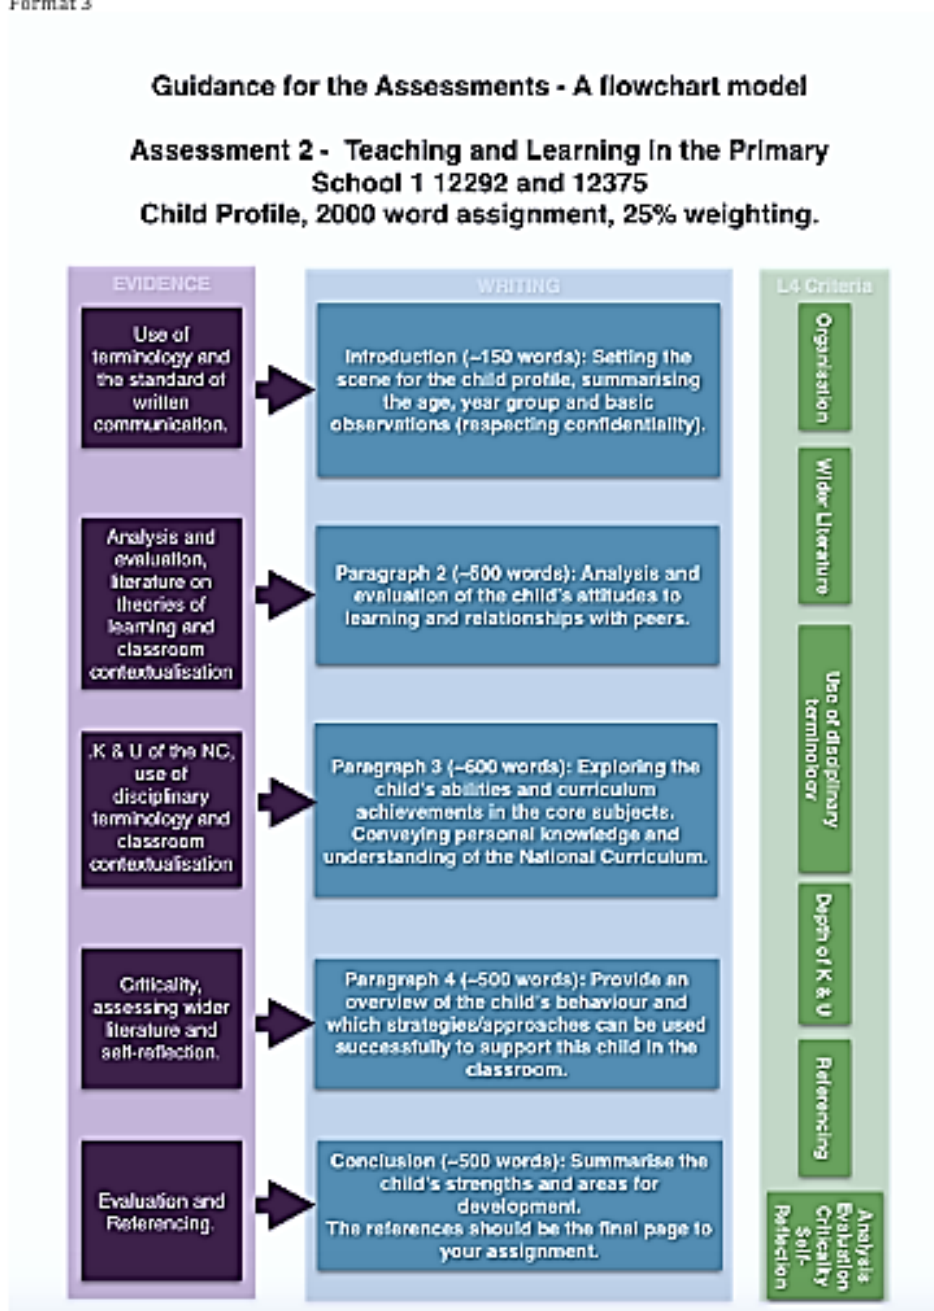 Format 3
Guidance for the Assessments - A flowchart model
Assessment 2 - Teaching and Learning in the Primary
School 1 12292 and 12375
Child Profile, 2000 word assignment, 25% weighting.
EVIDENCE
Use of
terminology and
the standard of
written
communication.
Analysis and
evaluation,
literature on
theories of
learning and
classroom
contextualisation
.K & U of the NC,
use of
disciplinary
terminology and
classroom
contextualisation
Criticality,
assessing wider
literature and
self-reflection.
Evaluation and
Referencing.
WRITING
Introduction (~150 words): Setting the
scene for the child profile, summarising
the age, year group and basic
observations (respecting confidentiality).
Paragraph 2 (~500 words): Analysis and
evaluation of the child's attitudes to
learning and relationships with peers.
Paragraph 3 (~600 words): Exploring the
child's abilities and curriculum
achievements in the core subjects.
Conveying personal knowledge and
understanding of the National Curriculum.
Paragraph 4 (~500 words): Provide an
overview of the child's behaviour and
which strategies/approaches can be used
successfully to support this child in the
classroom.
Conclusion (~500 words): Summarise the
child's strengths and areas for
development.
The references should be the final page to
your assignment.
L4 Criteria
Organisation
Wider Literature
Use of disciplinary
terminology
Depth of K & U
Referencing
Analysis
Evaluation
Criticality
Self-
Reflection